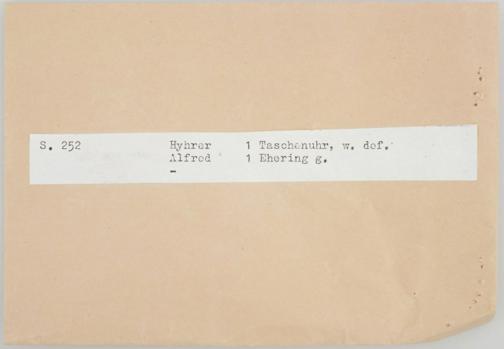 S. 252 Hyhrer 1 Taschenuhr, w. def.
Alfred 1 Ehering g.
-